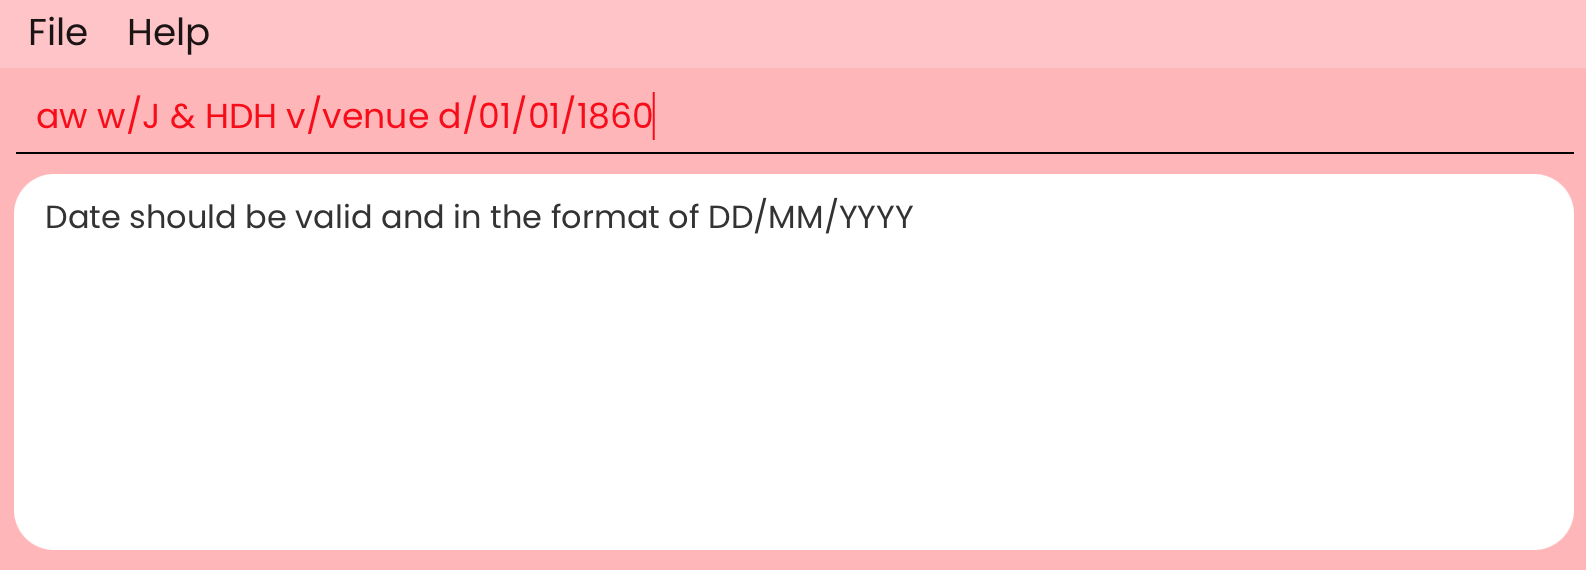 File Help
aw w/J & HDH v/venue d/01/01/1860
Date should be valid and in the format of DD/MM/YYYY